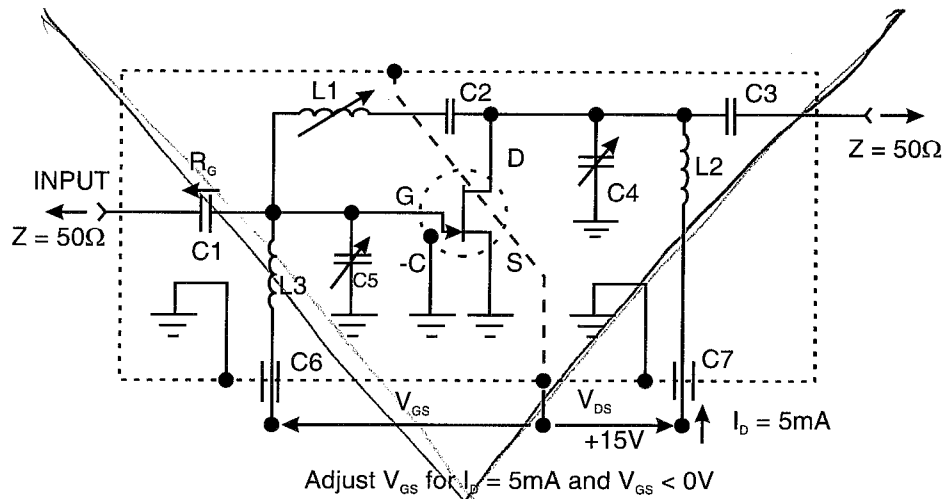 L1
C2
C3
R_G
D
C4
L2
Z = 50Ω
INPUT
G
Z = 50Ω
C1
-C
S
C5
L3
C6
C7
V_GS
V_DS
+15V
I_D = 5mA
Adjust V_GS for I_D = 5mA and V_GS < 0V